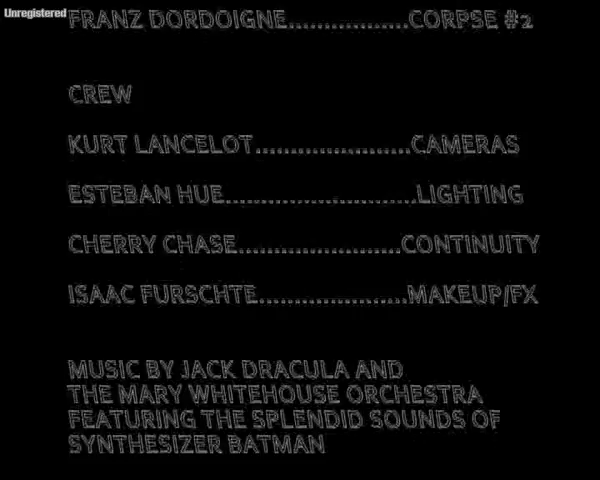 Unregistered
FRANZ DORDOIGNE.................CORPSE #2
CREW
KURT LANCELOT......................CAMERAS
ESTEBAN HUE...........................LIGHTING
CHERRY CHASE.......................CONTINUITY
ISAAC FURSCHTE.....................MAKEUP/FX
MUSIC BY JACK DRACULA AND
THE MARY WHITEHOUSE ORCHESTRA
FEATURING THE SPLENDID SOUNDS OF
SYNTHESIZER BATMAN